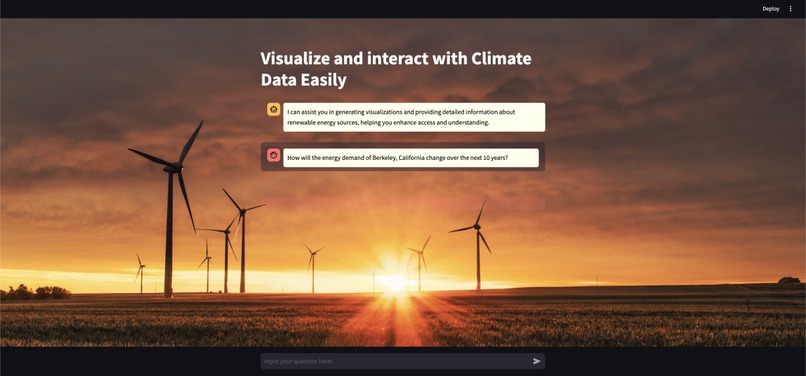 Deploy
Visualize and interact with Climate
Data Easily
I can assist you in generating visualizations and providing detailed information about
renewable energy sources, helping you enhance access and understanding.
How will the energy demand of Berkeley, California change over the next 10 years?
Input your question here!